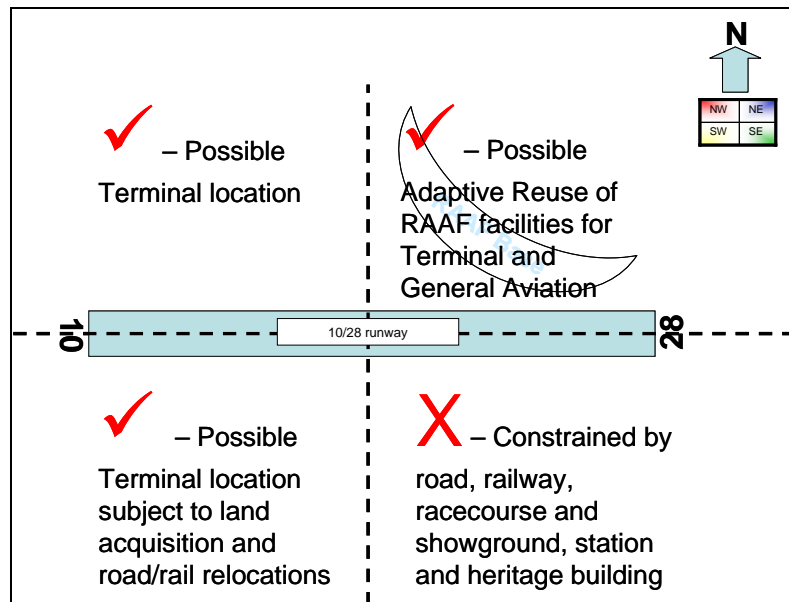 N
NW NE
SW SE
– Possible
Terminal location
– Possible
Adaptive Reuse of
RAAF facilities for
Terminal and
General Aviation
RAAF Base
10
10/28 runway
28
– Possible
Terminal location
subject to land
acquisition and
road/rail relocations
X – Constrained by
road, railway,
racecourse and
showground, station
and heritage building